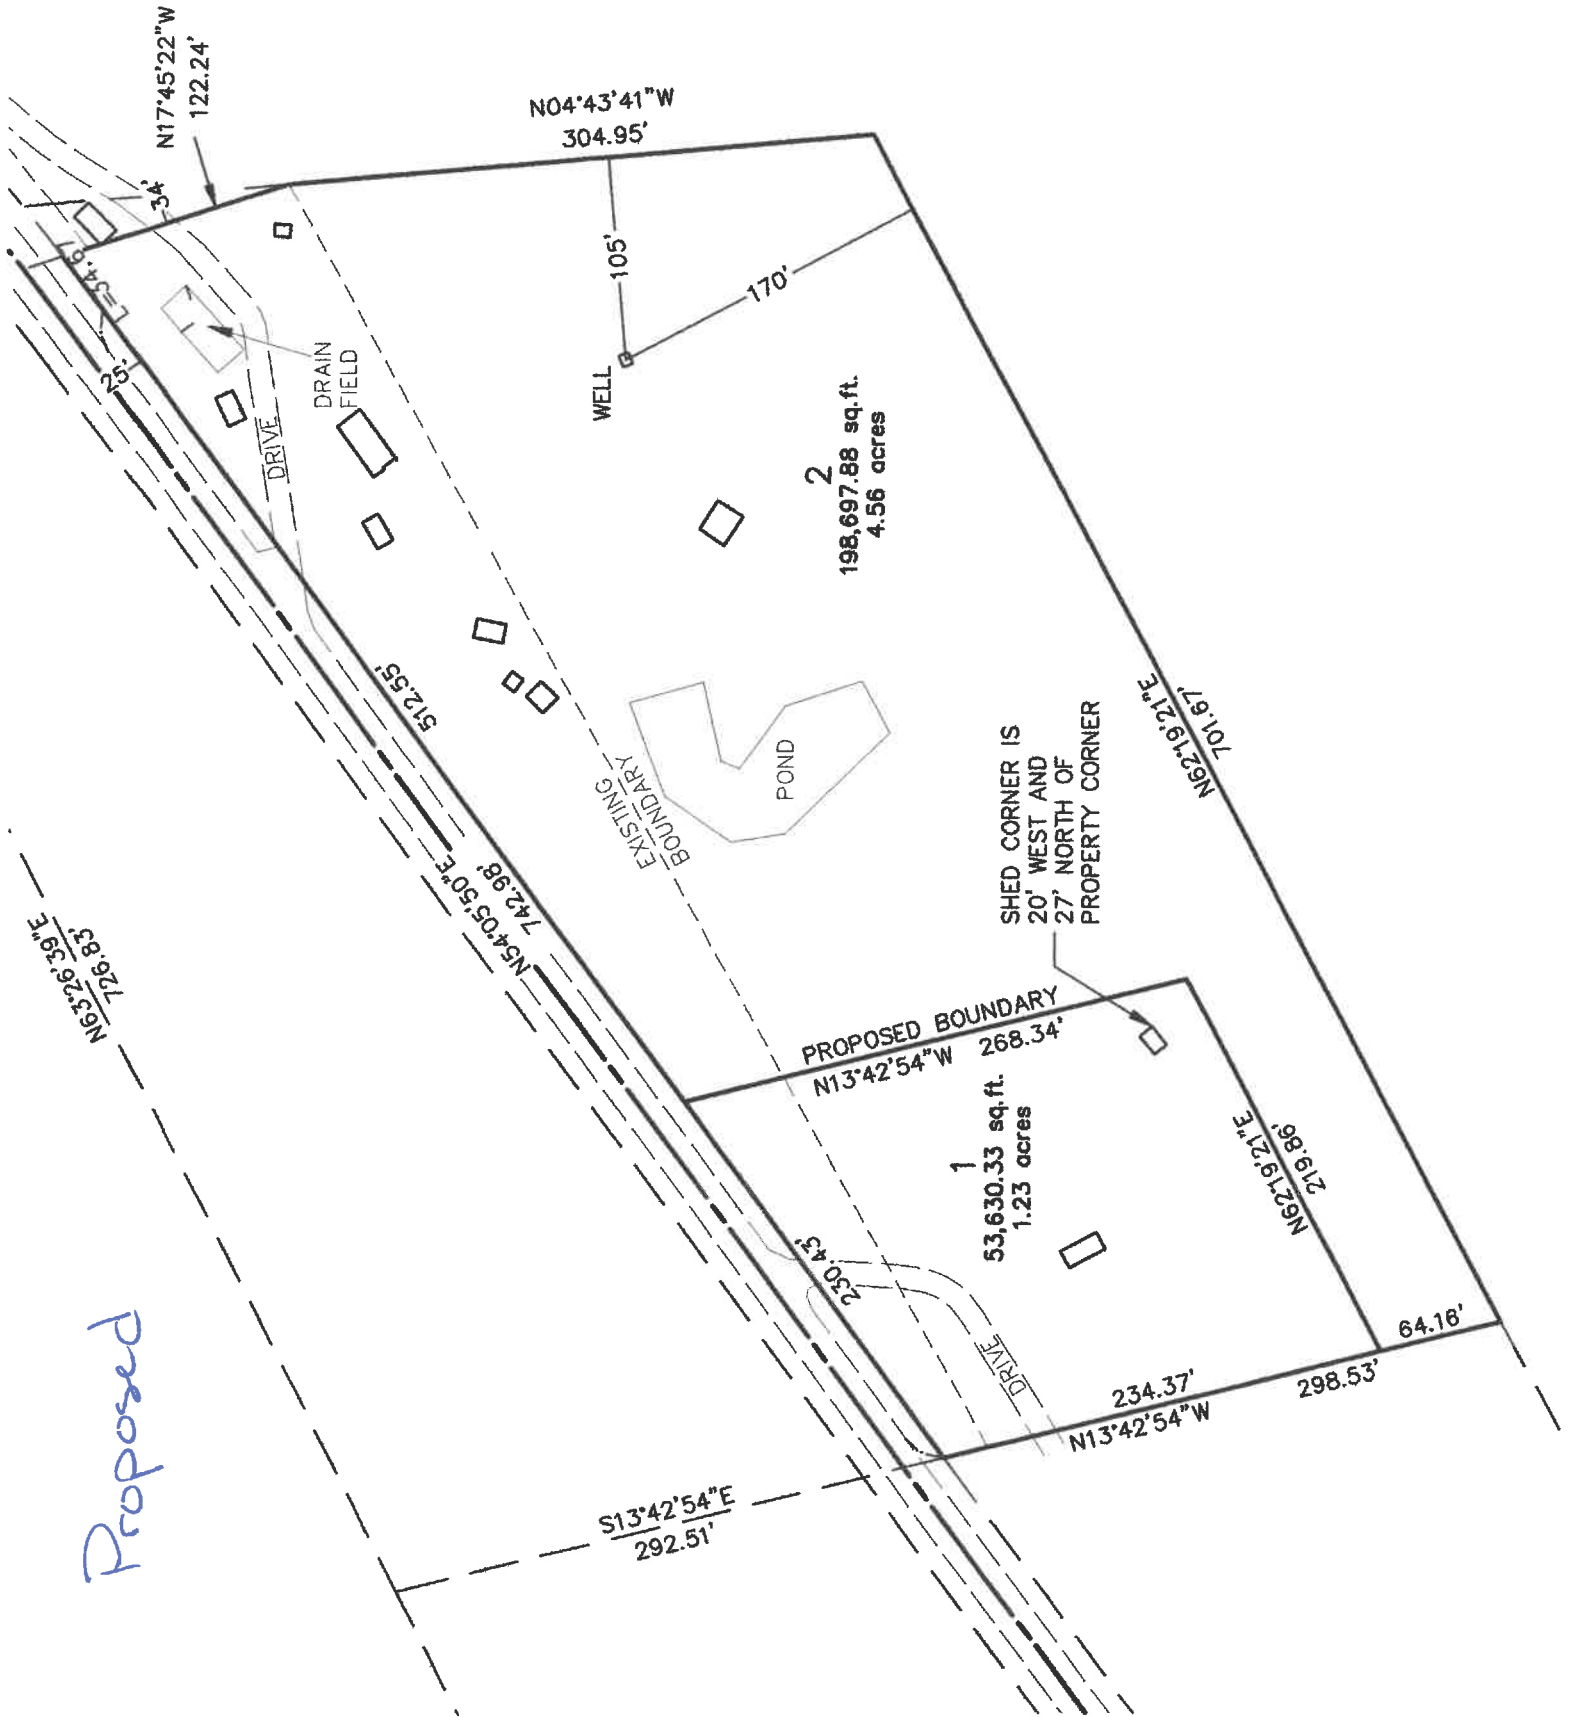 N17°45'22"W
122.24'
34'
N04°43'41"W
304.95'
L=54.6
25'
DRAIN
FIELD
DRIVE
105'
170'
WELL
2
198,697.88 sq.ft.
4.56 acres
512.55'
EXISTING
BOUNDARY
POND
N62°19'21"E
701.67'
N63°26'39"E
726.83'
N54°05'50"E
742.98'
SHED CORNER IS
20' WEST AND
27' NORTH OF
PROPERTY CORNER
PROPOSED BOUNDARY
N13°42'54"W 268.34'
1
53,630.33 sq.ft.
1.23 acres
N62°19'21"E
219.86'
230.43'
DRIVE
64.16'
234.37'
298.53'
N13°42'54"W
S13°42'54"E
292.51'
Proposed